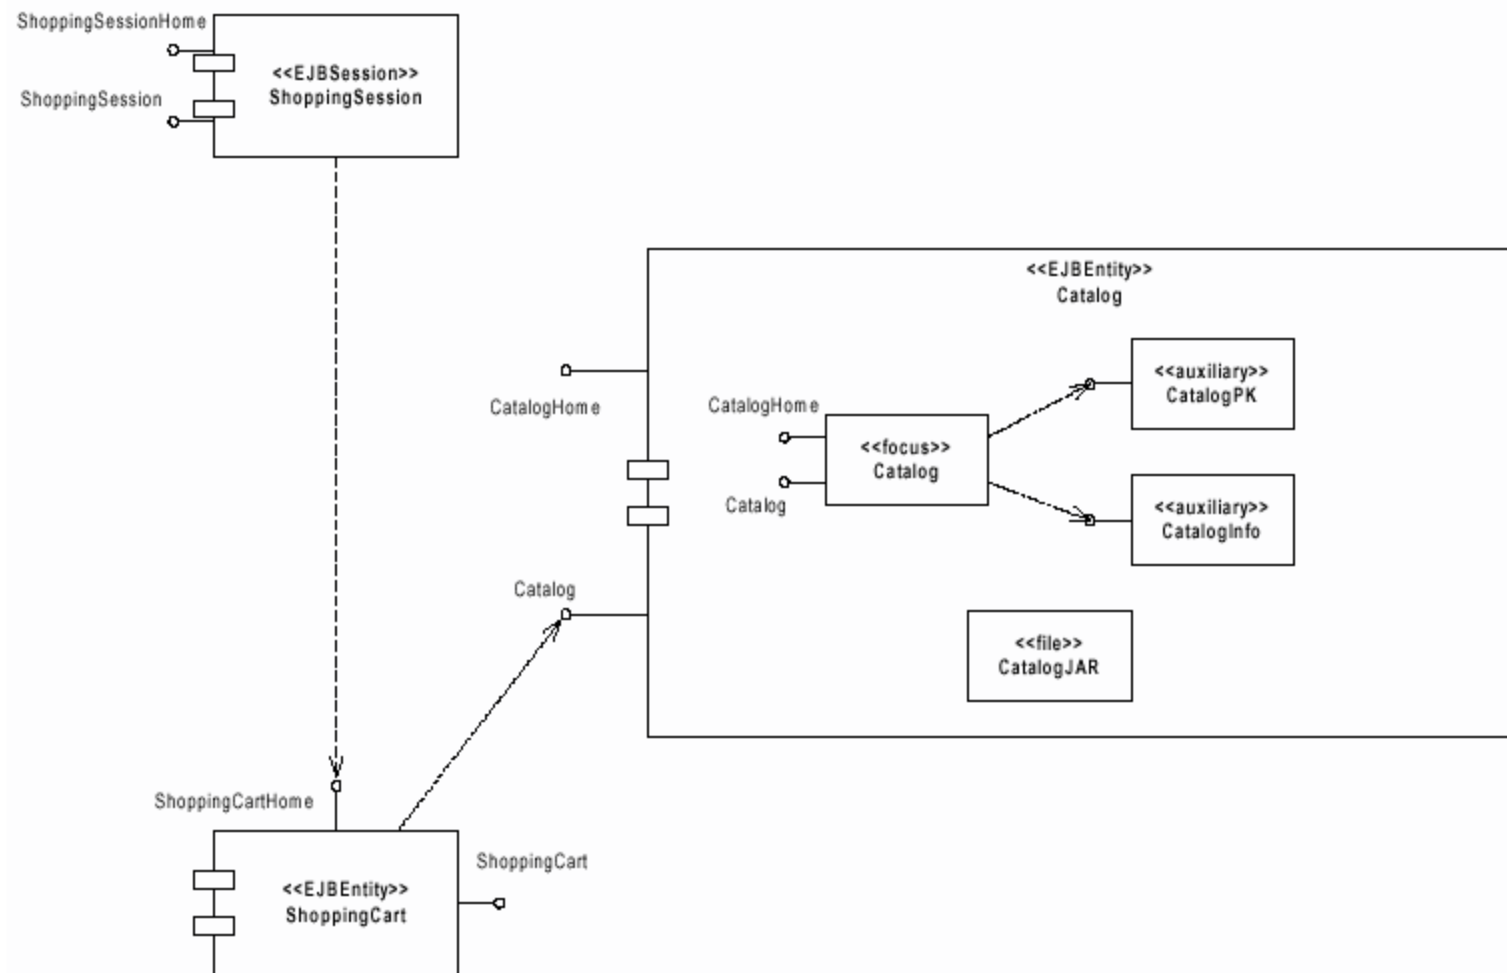 ShoppingSessionHome
<<EJBSession>>
ShoppingSession
ShoppingSession
<<EJBEntity>>
Catalog
<<auxiliary>>
CatalogPK
CatalogHome
CatalogHome
<<focus>>
Catalog
Catalog
<<auxiliary>>
CatalogInfo
Catalog
<<file>>
CatalogJAR
ShoppingCartHome
ShoppingCart
<<EJBEntity>>
ShoppingCart